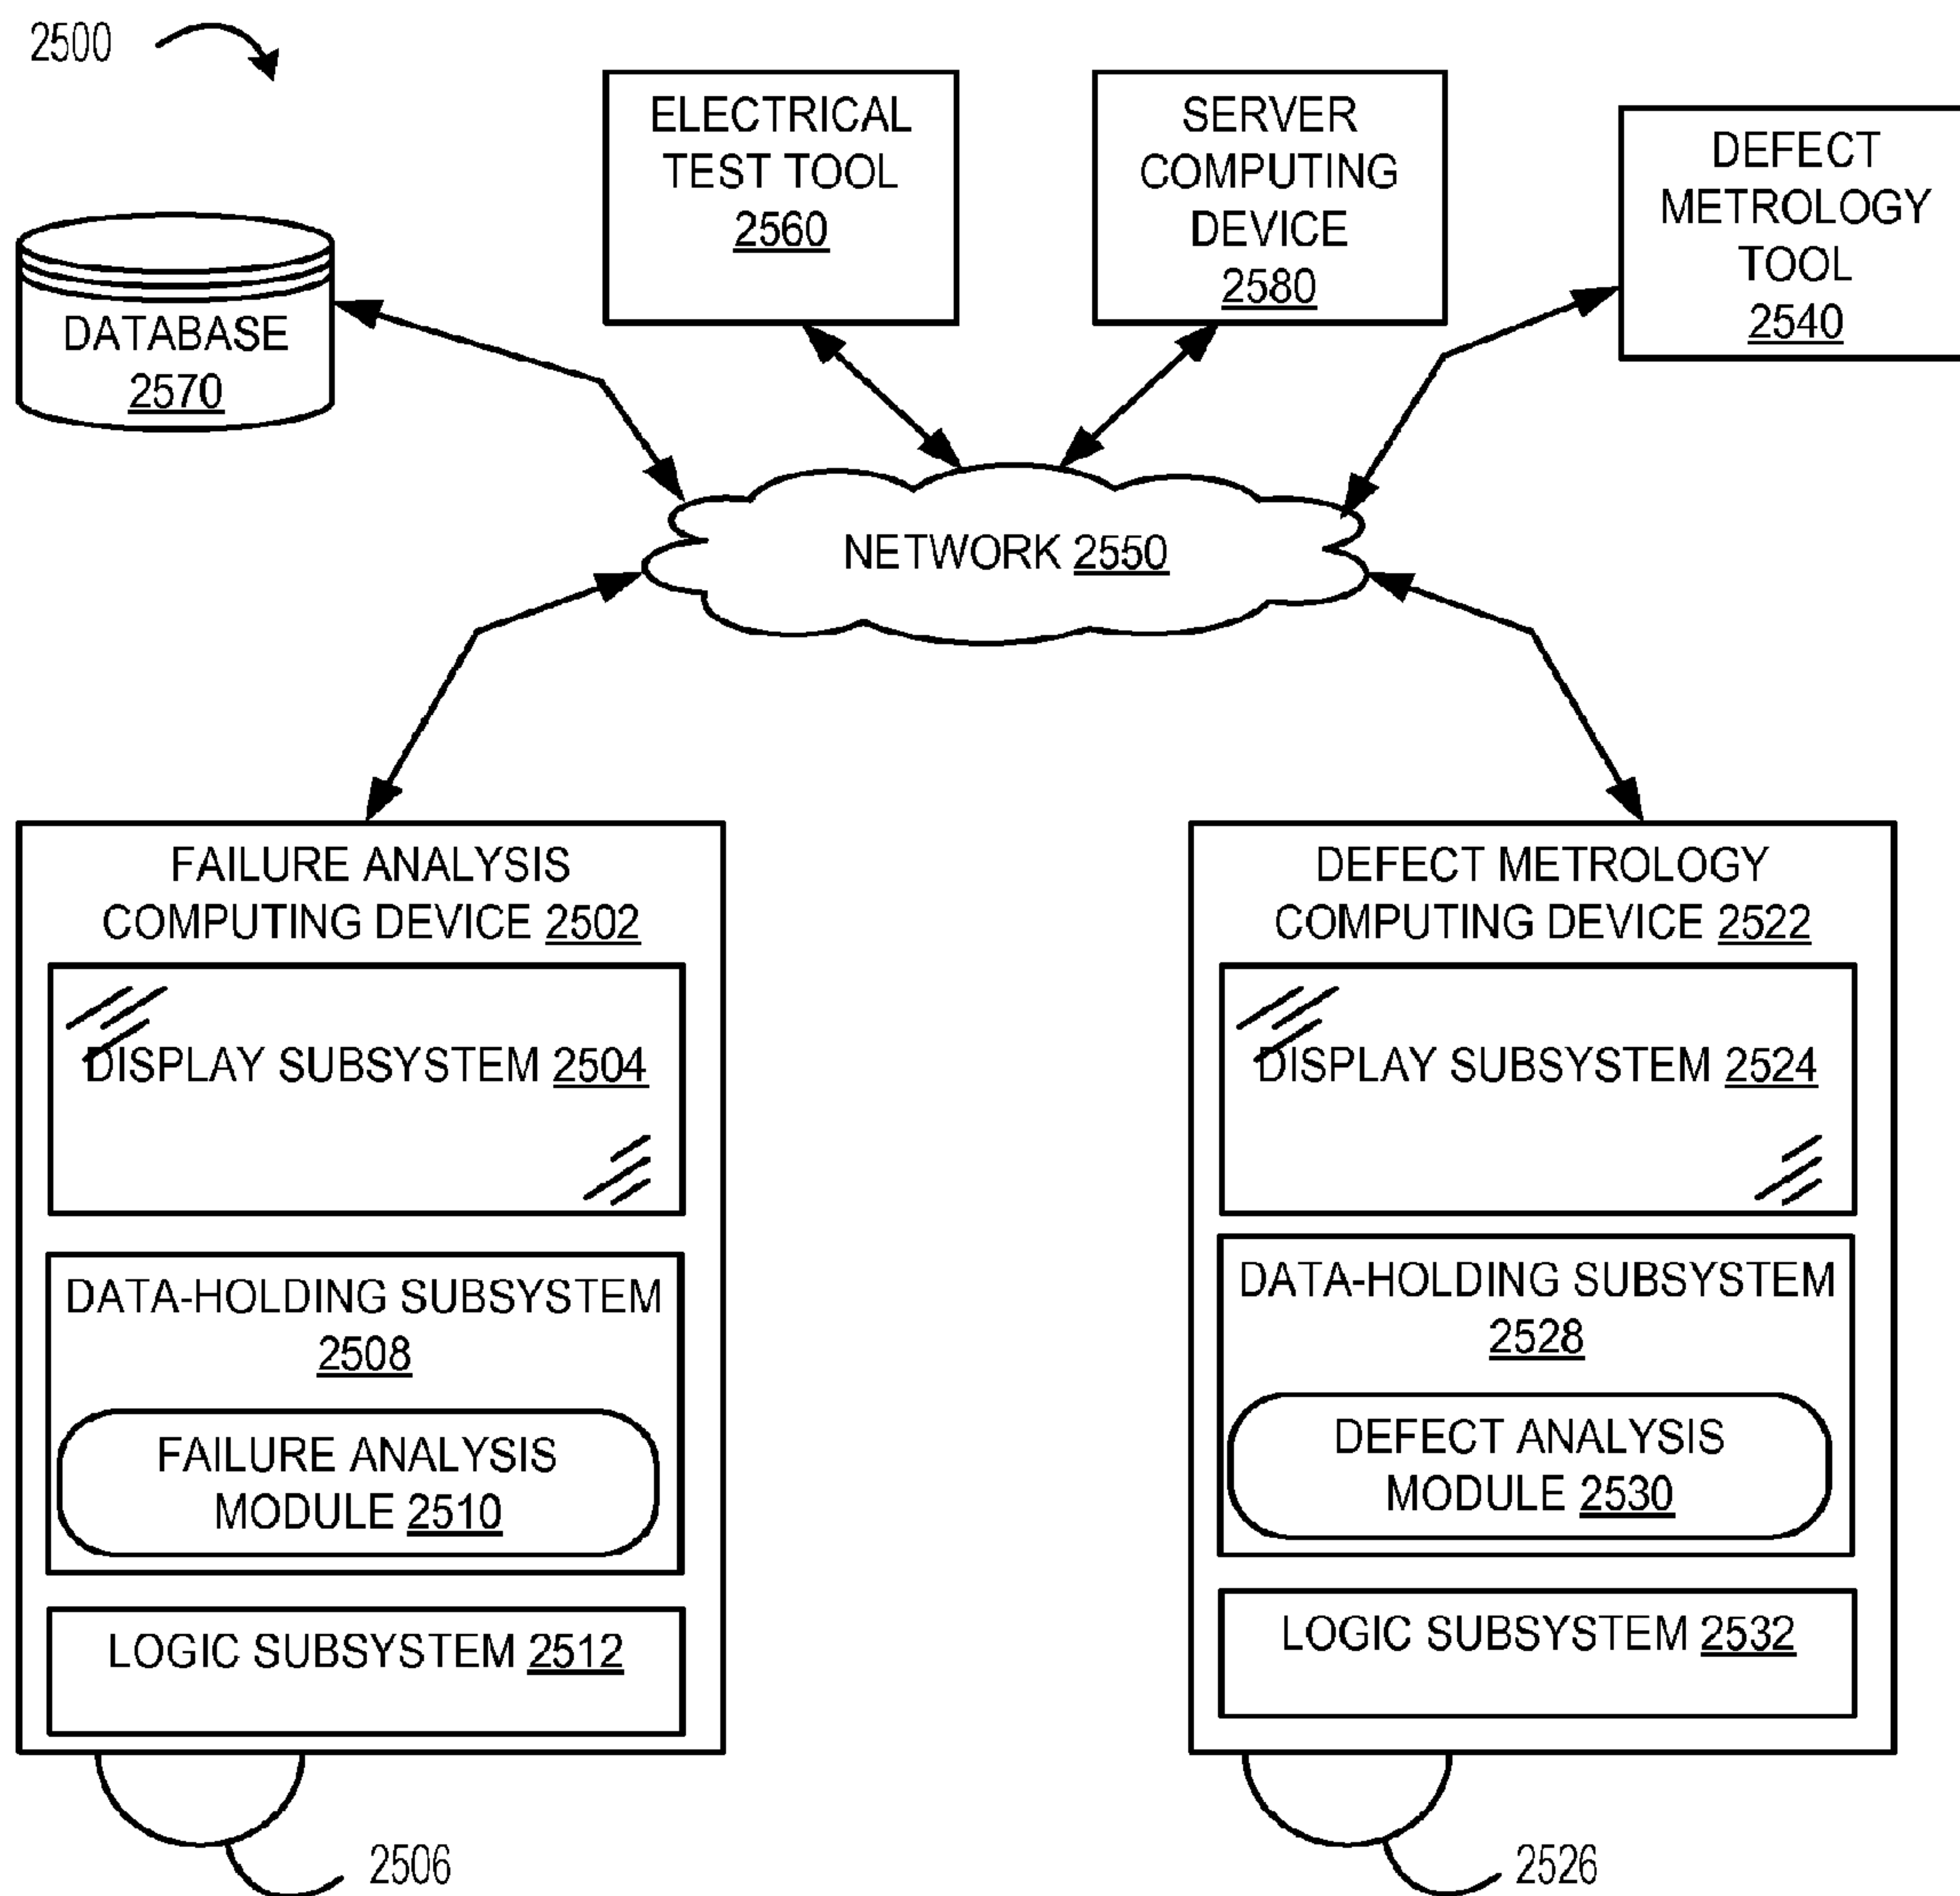 2500
ELECTRICAL
TEST TOOL
2560
SERVER
COMPUTING
DEVICE
2580
DEFECT
METROLOGY
TOOL
2540
DATABASE
2570
NETWORK 2550
FAILURE ANALYSIS
COMPUTING DEVICE 2502
DISPLAY SUBSYSTEM 2504
DATA-HOLDING SUBSYSTEM
2508
FAILURE ANALYSIS
MODULE 2510
LOGIC SUBSYSTEM 2512
2506
DEFECT METROLOGY
COMPUTING DEVICE 2522
DISPLAY SUBSYSTEM 2524
DATA-HOLDING SUBSYSTEM
2528
DEFECT ANALYSIS
MODULE 2530
LOGIC SUBSYSTEM 2532
2526